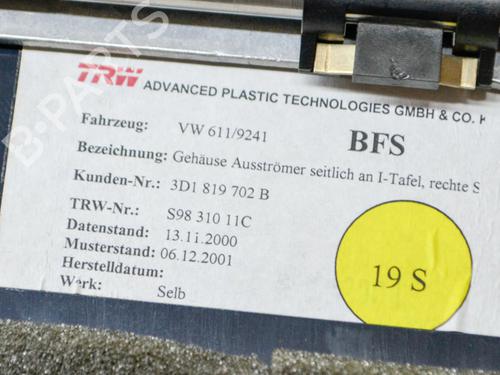 B-PARTS
TRW ADVANCED PLASTIC TECHNOLOGIES GMBH & CO. K
Fahrzeug: VW 611/9241 BFS
Bezeichnung: Gehäuse Ausströmer seitlich an I-Tafel, rechte S
Kunden-Nr.: 3D1 819 702 B
TRW-Nr.: S98 310 11C
Datenstand: 13.11.2000
Musterstand: 06.12.2001
Herstelldatum:
Werk: Selb
19 S